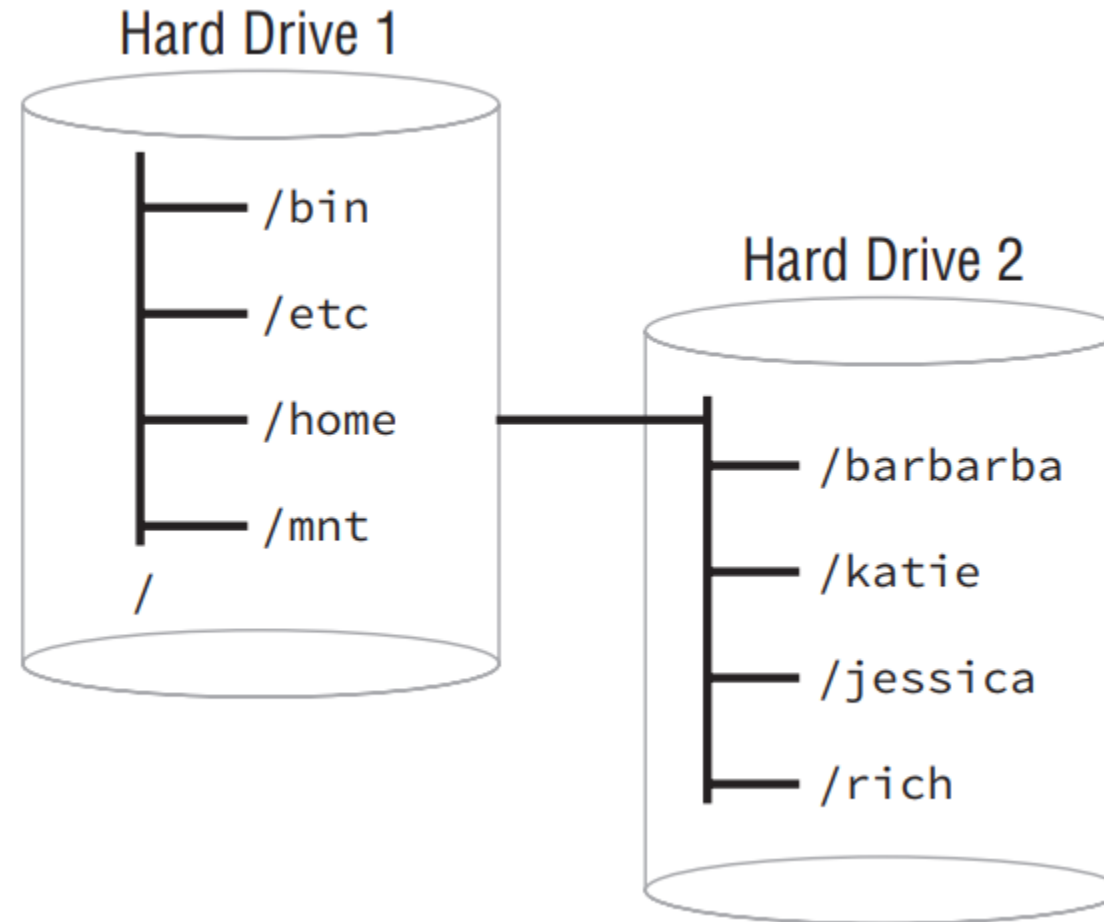 Hard Drive 1
/bin
/etc
/home
/mnt
/
Hard Drive 2
/barbarba
/katie
/jessica
/rich